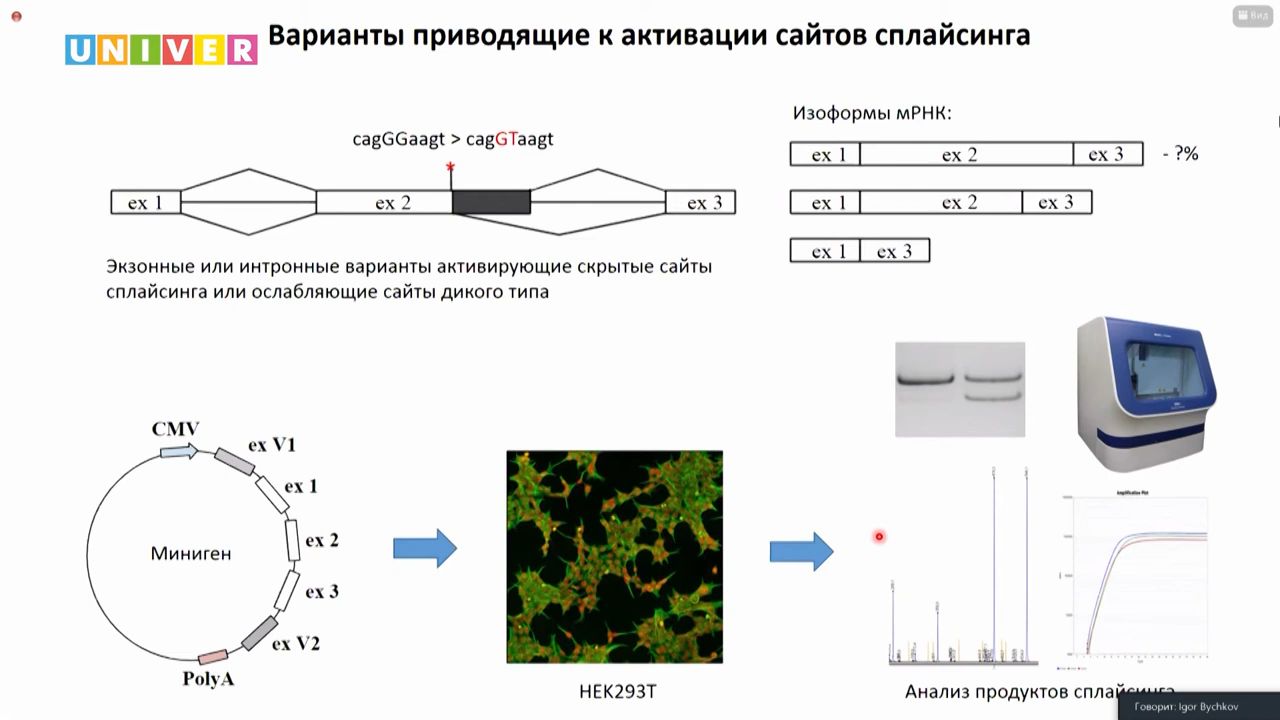 Вид
UNIVER
Варианты приводящие к активации сайтов сплайсинга
cagGGaagt > cagGTaagt
*
ex 1
ex 2
ex 3
Экзонные или интронные варианты активирующие скрытые сайты
сплайсинга или ослабляющие сайты дикого типа
Изоформы мРНК:
ex 1 ex 2 ex 3 - ?%
ex 1 ex 2 ex 3
ex 1 ex 3
CMV
ex V1
ex 1
ex 2
ex 3
ex V2
PolyA
Миниген
HEK293T
Amplification Plot
Анализ продуктов сплайсинга
Говорит: Igor Bychkov